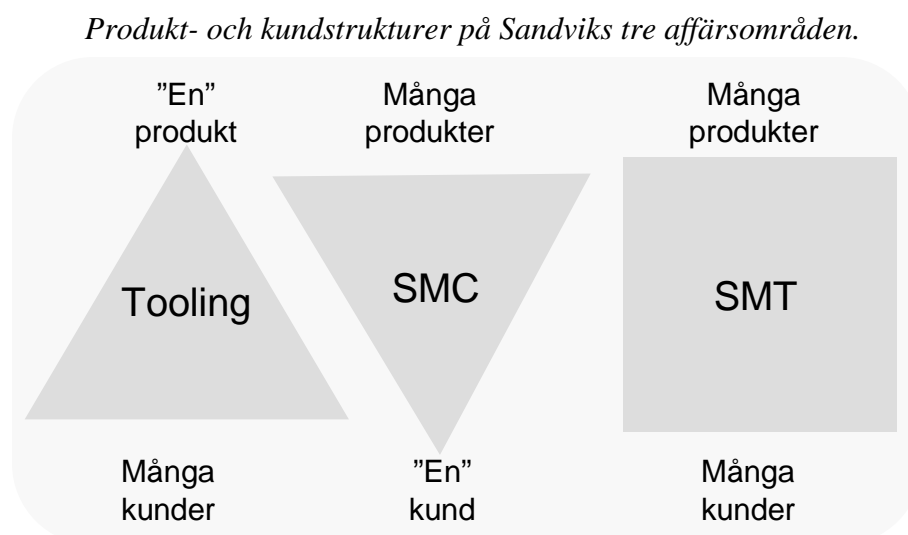 Produkt- och kundstrukturer på Sandviks tre affärsområden.
”En”
produkt
Många
produkter
Många
produkter
Tooling
SMC
SMT
Många
kunder
”En”
kund
Många
kunder